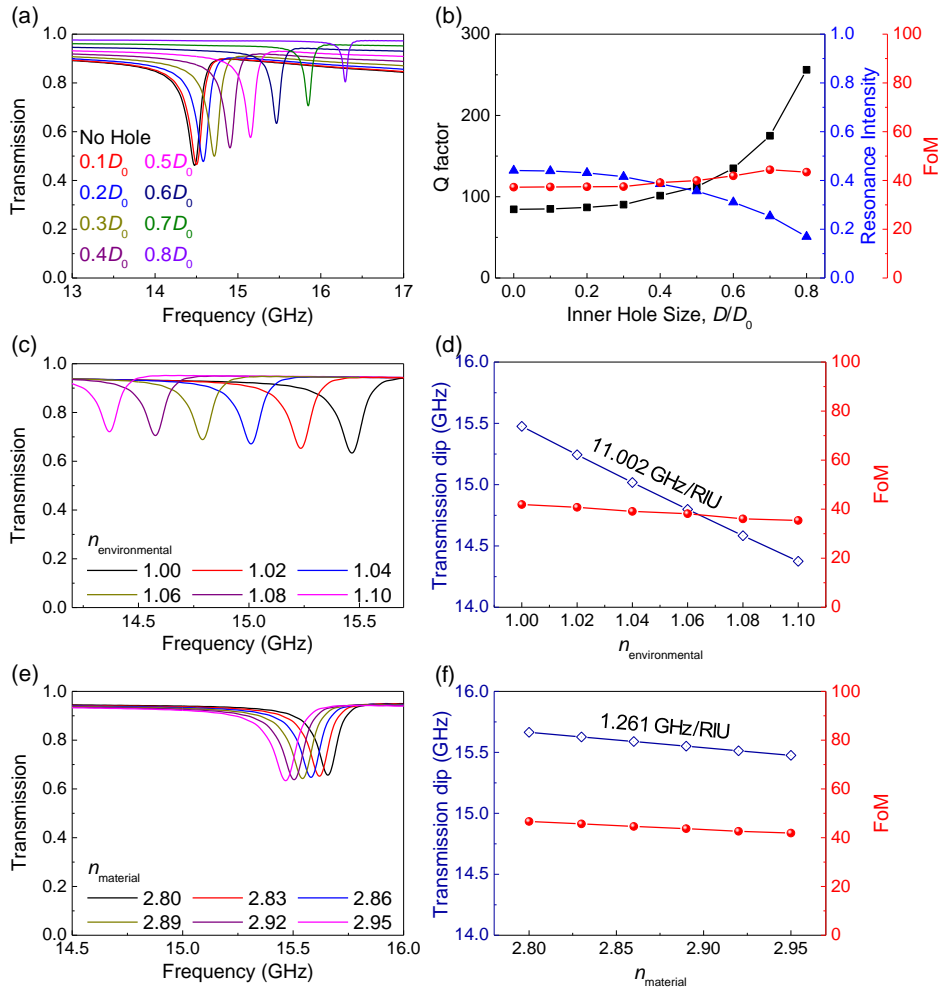 (a)
1.0
0.8
0.6
0.4
0.2
0.0
Transmission
No Hole
0.1D0 0.5D0
0.2D0 0.6D0
0.3D0 0.7D0
0.4D0 0.8D0
13 14 15 16 17
Frequency (GHz)
(b)
300
200
100
0
Q factor
1.0
0.8
0.6
0.4
0.2
0.0
Resonance Intensity
100
80
60
40
20
0
FoM
0.0 0.2 0.4 0.6 0.8
Inner Hole Size, D/D0
(c)
1.0
0.8
0.6
0.4
0.2
0.0
Transmission
nenvironmental
1.00 1.02 1.04
1.06 1.08 1.10
14.5 15.0 15.5
Frequency (GHz)
(d)
16.0
15.5
15.0
14.5
14.0
Transmission dip (GHz)
11.002 GHz/RIU
100
80
60
40
20
0
FoM
1.00 1.02 1.04 1.06 1.08 1.10
nenvironmental
(e)
1.0
0.8
0.6
0.4
0.2
0.0
Transmission
nmaterial
2.80 2.83 2.86
2.89 2.92 2.95
14.5 15.0 15.5 16.0
Frequency (GHz)
(f)
16.0
15.5
15.0
14.5
14.0
Transmission dip (GHz)
1.261 GHz/RIU
100
80
60
40
20
0
FoM
2.80 2.85 2.90 2.95
nmaterial